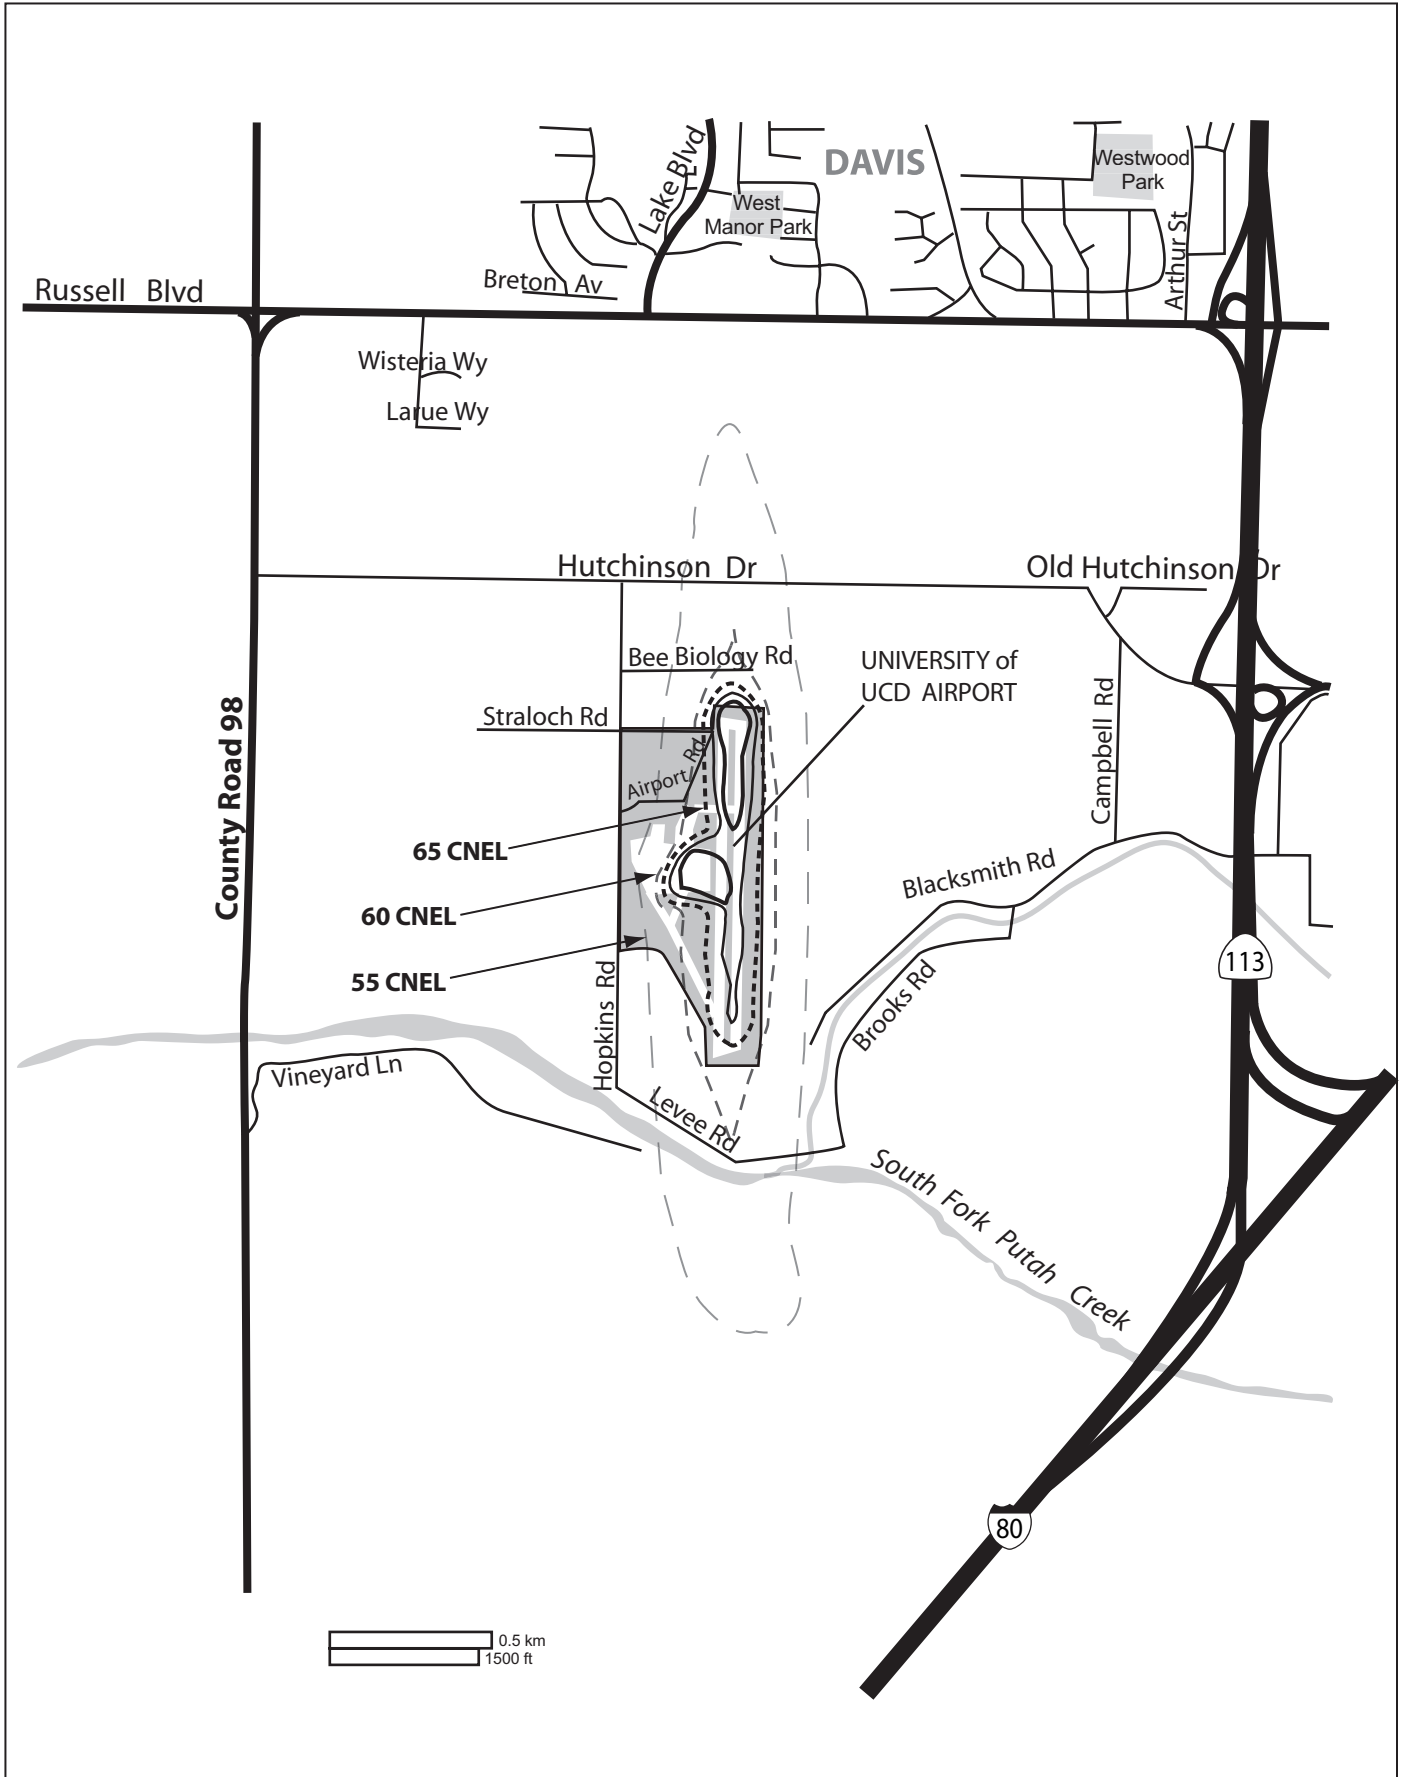 DAVIS
Lake Blvd
Westwood
Park
West
Manor Park
Arthur St
Breton Av
Russell Blvd
Wisteria Wy
Larue Wy
Hutchinson Dr
Old Hutchinson Dr
Bee Biology Rd
UNIVERSITY of
UCD AIRPORT
Straloch Rd
Campbell Rd
County Road 98
Airport Rd
65 CNEL
Blacksmith Rd
60 CNEL
113
55 CNEL
Hopkins Rd
Brooks Rd
Vineyard Ln
Levee Rd
South Fork Putah Creek
80
0.5 km
1500 ft